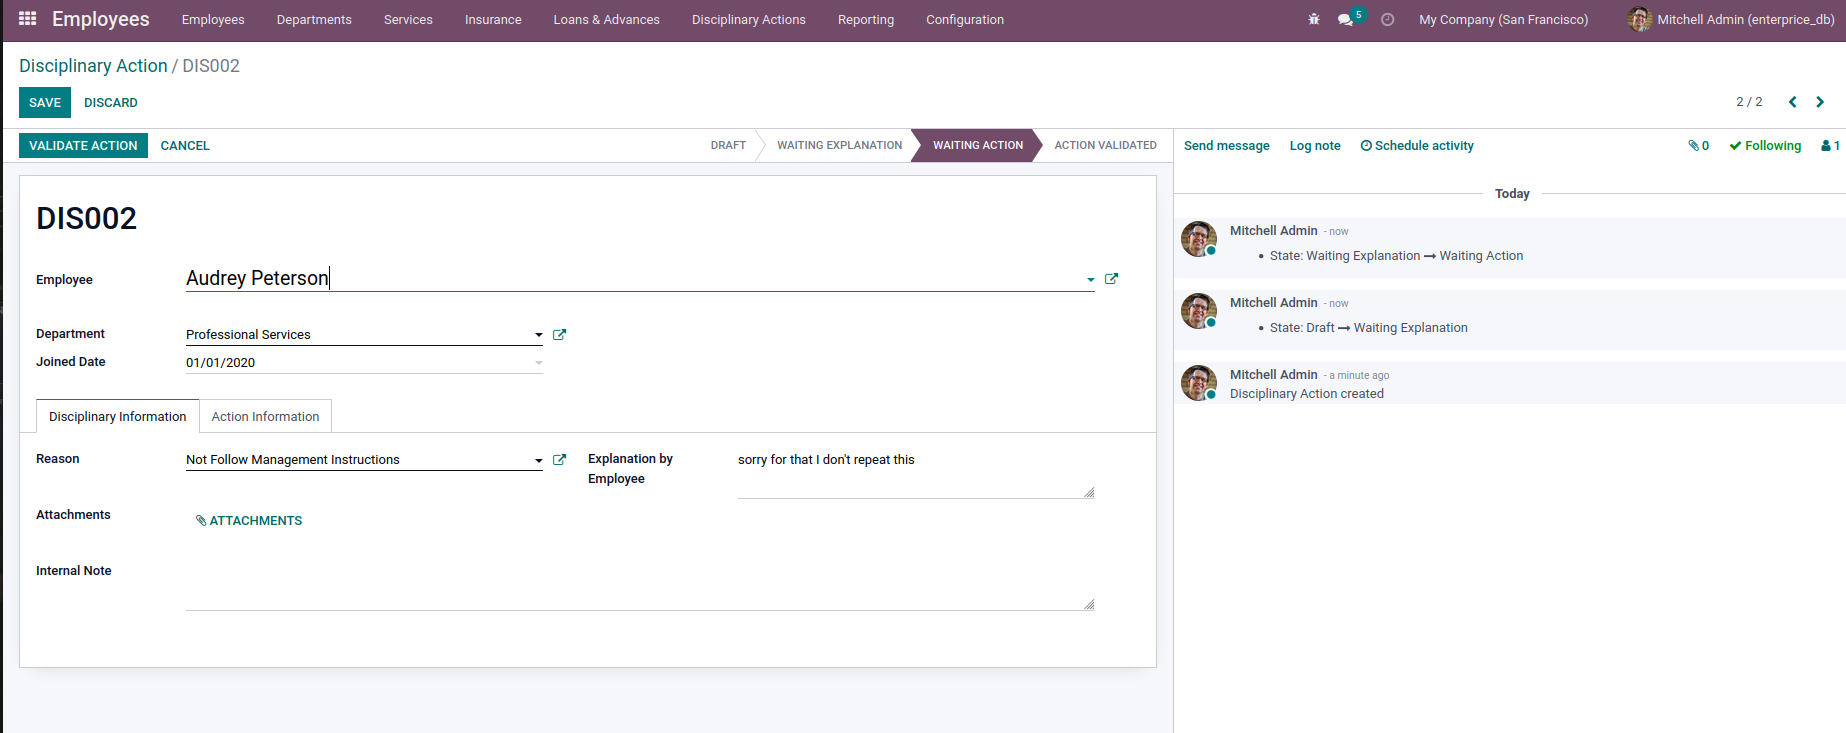 Employees Employees Departments Services Insurance Loans & Advances Disciplinary Actions Reporting Configuration 5 My Company (San Francisco) Mitchell Admin (enterprice_db)
Disciplinary Action / DIS002
SAVE DISCARD 2 / 2
VALIDATE ACTION CANCEL DRAFT WAITING EXPLANATION WAITING ACTION ACTION VALIDATED
DIS002
Employee Audrey Peterson
Department Professional Services
Joined Date 01/01/2020
Disciplinary Information Action Information
Reason Not Follow Management Instructions
Explanation by
Employee
sorry for that I don't repeat this
Attachments ATTACHMENTS
Internal Note
Send message Log note Schedule activity 0 Following 1
Today
Mitchell Admin - now
• State: Waiting Explanation → Waiting Action
Mitchell Admin - now
• State: Draft → Waiting Explanation
Mitchell Admin - a minute ago
Disciplinary Action created